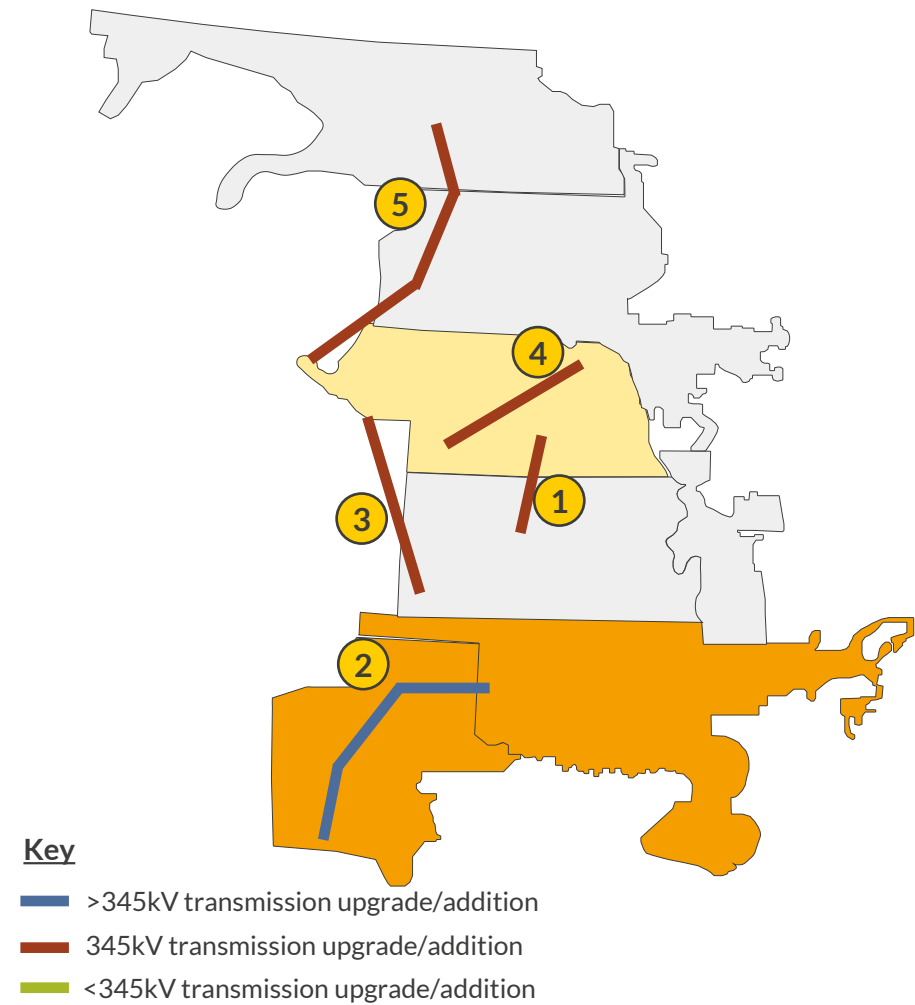 5
4
1
3
2
Key
>345kV transmission upgrade/addition
345kV transmission upgrade/addition
<345kV transmission upgrade/addition